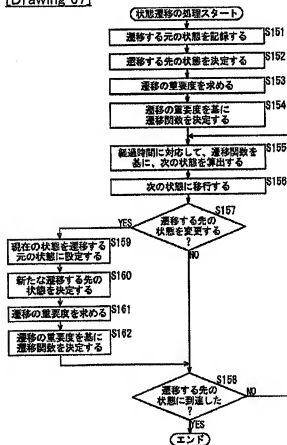 [Drawing 67]
状態遷移の処理スタート
S151
遷移する元の状態を記録する
S152
遷移する先の状態を決定する
S153
遷移の重要度を求める
S154
遷移の重要度を基に
遷移関数を決定する
S155
経過時間に対応して、遷移関数を
基に、次の状態を算出する
S156
次の状態に移行する
S157
遷移する先の
状態を変更する
?
YES
NO
S159
現在の状態を遷移する
元の状態に設定する
S160
新たな遷移する先の
状態を決定する
S161
遷移の重要度を求める
S162
遷移の重要度を基に
遷移関数を決定する
S158
遷移する先の
状態に到達した
?
NO
YES
エンド